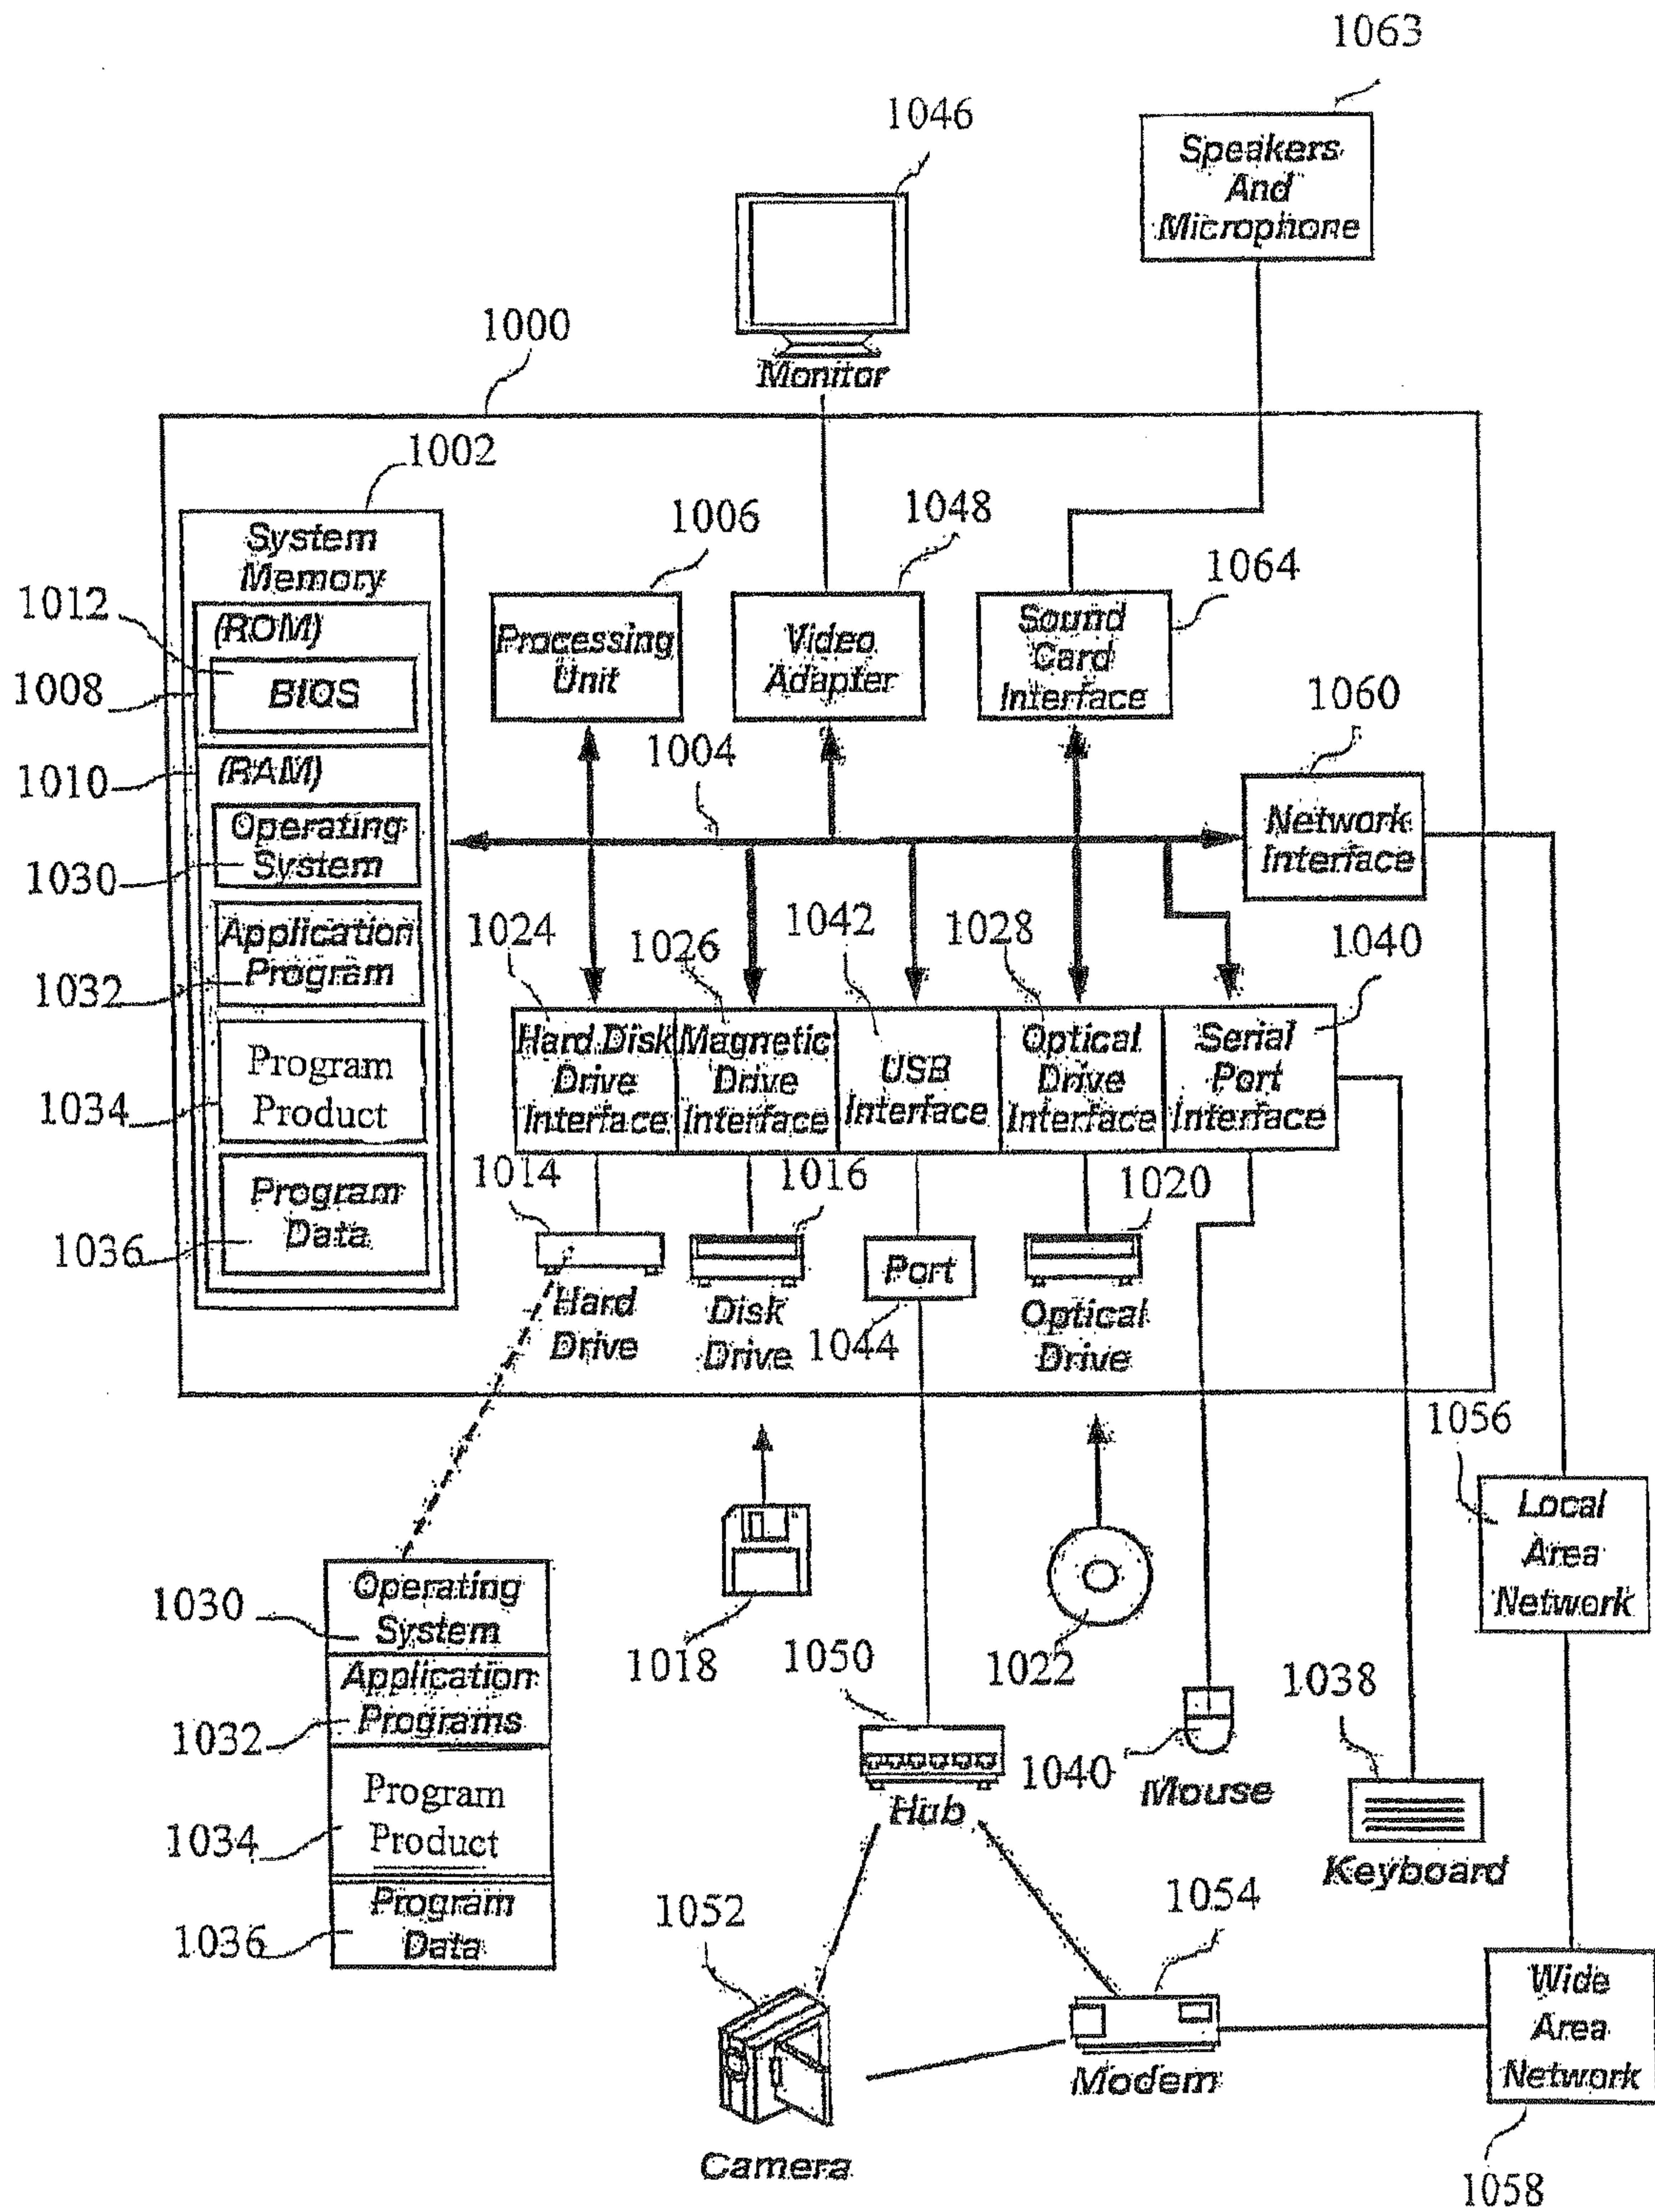 1063
1046
Speakers
And
Microphone
1000
Monitor
1002
System
Memory
1006
1048
1064
1012
(ROM)
1008
BIOS
Processing
Unit
Video
Adapter
Sound
Card
Interface
1060
1004
1010
(RAM)
Operating
System
1030
Network
Interface
Application
Program
1032
1024
1026
1042
1028
1040
Program
Product
1034
Hard Disk
Drive
Interface
Magnetic
Drive
Interface
USB
Interface
Optical
Drive
Interface
Serial
Port
Interface
Program
Data
1036
1014
1016
1020
Hard
Drive
Disk
Drive
Port
1044
Optical
Drive
1056
Local
Area
Network
1030
Operating
System
1018
1050
1022
1038
1032
Application
Programs
1040
Mouse
Hub
Keyboard
1034
Program
Product
1036
Program
Data
1052
1054
Wide
Area
Network
Modem
Camera
1058